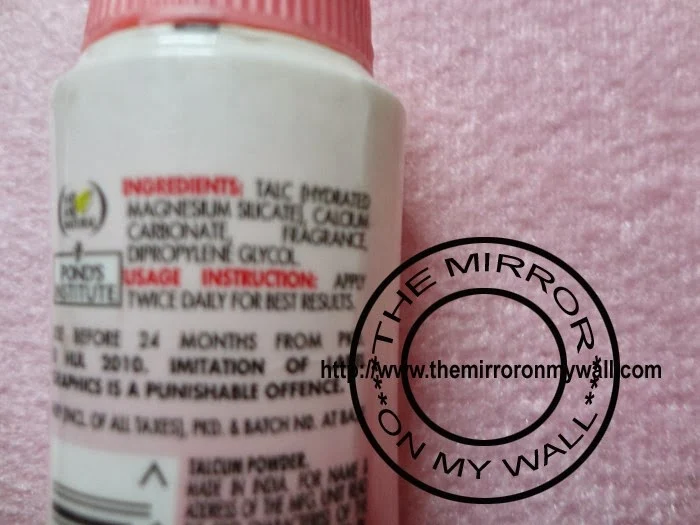 INGREDIENTS: TALC (HYDRATED
MAGNESIUM SILICATE), CALCIUM
CARBONATE, FRAGRANCE,
DIPROPYLENE GLYCOL.
POND'S
INSTITUTE
USAGE INSTRUCTION: APPLY
TWICE DAILY FOR BEST RESULTS.
BEFORE 24 MONTHS FROM
HUL 2010. IMITATION OF
GRAPHICS IS A PUNISHABLE OFFENCE.
(INCL. OF ALL TAXES), PKD. & BATCH NO. AT
TALCUM POWDER.
MADE IN INDIA. FOR NAME &
ADDRESS OF THE MFG. UNIT READ
THE MIRROR
http://www.themirroronmywall.com
ON MY WALL